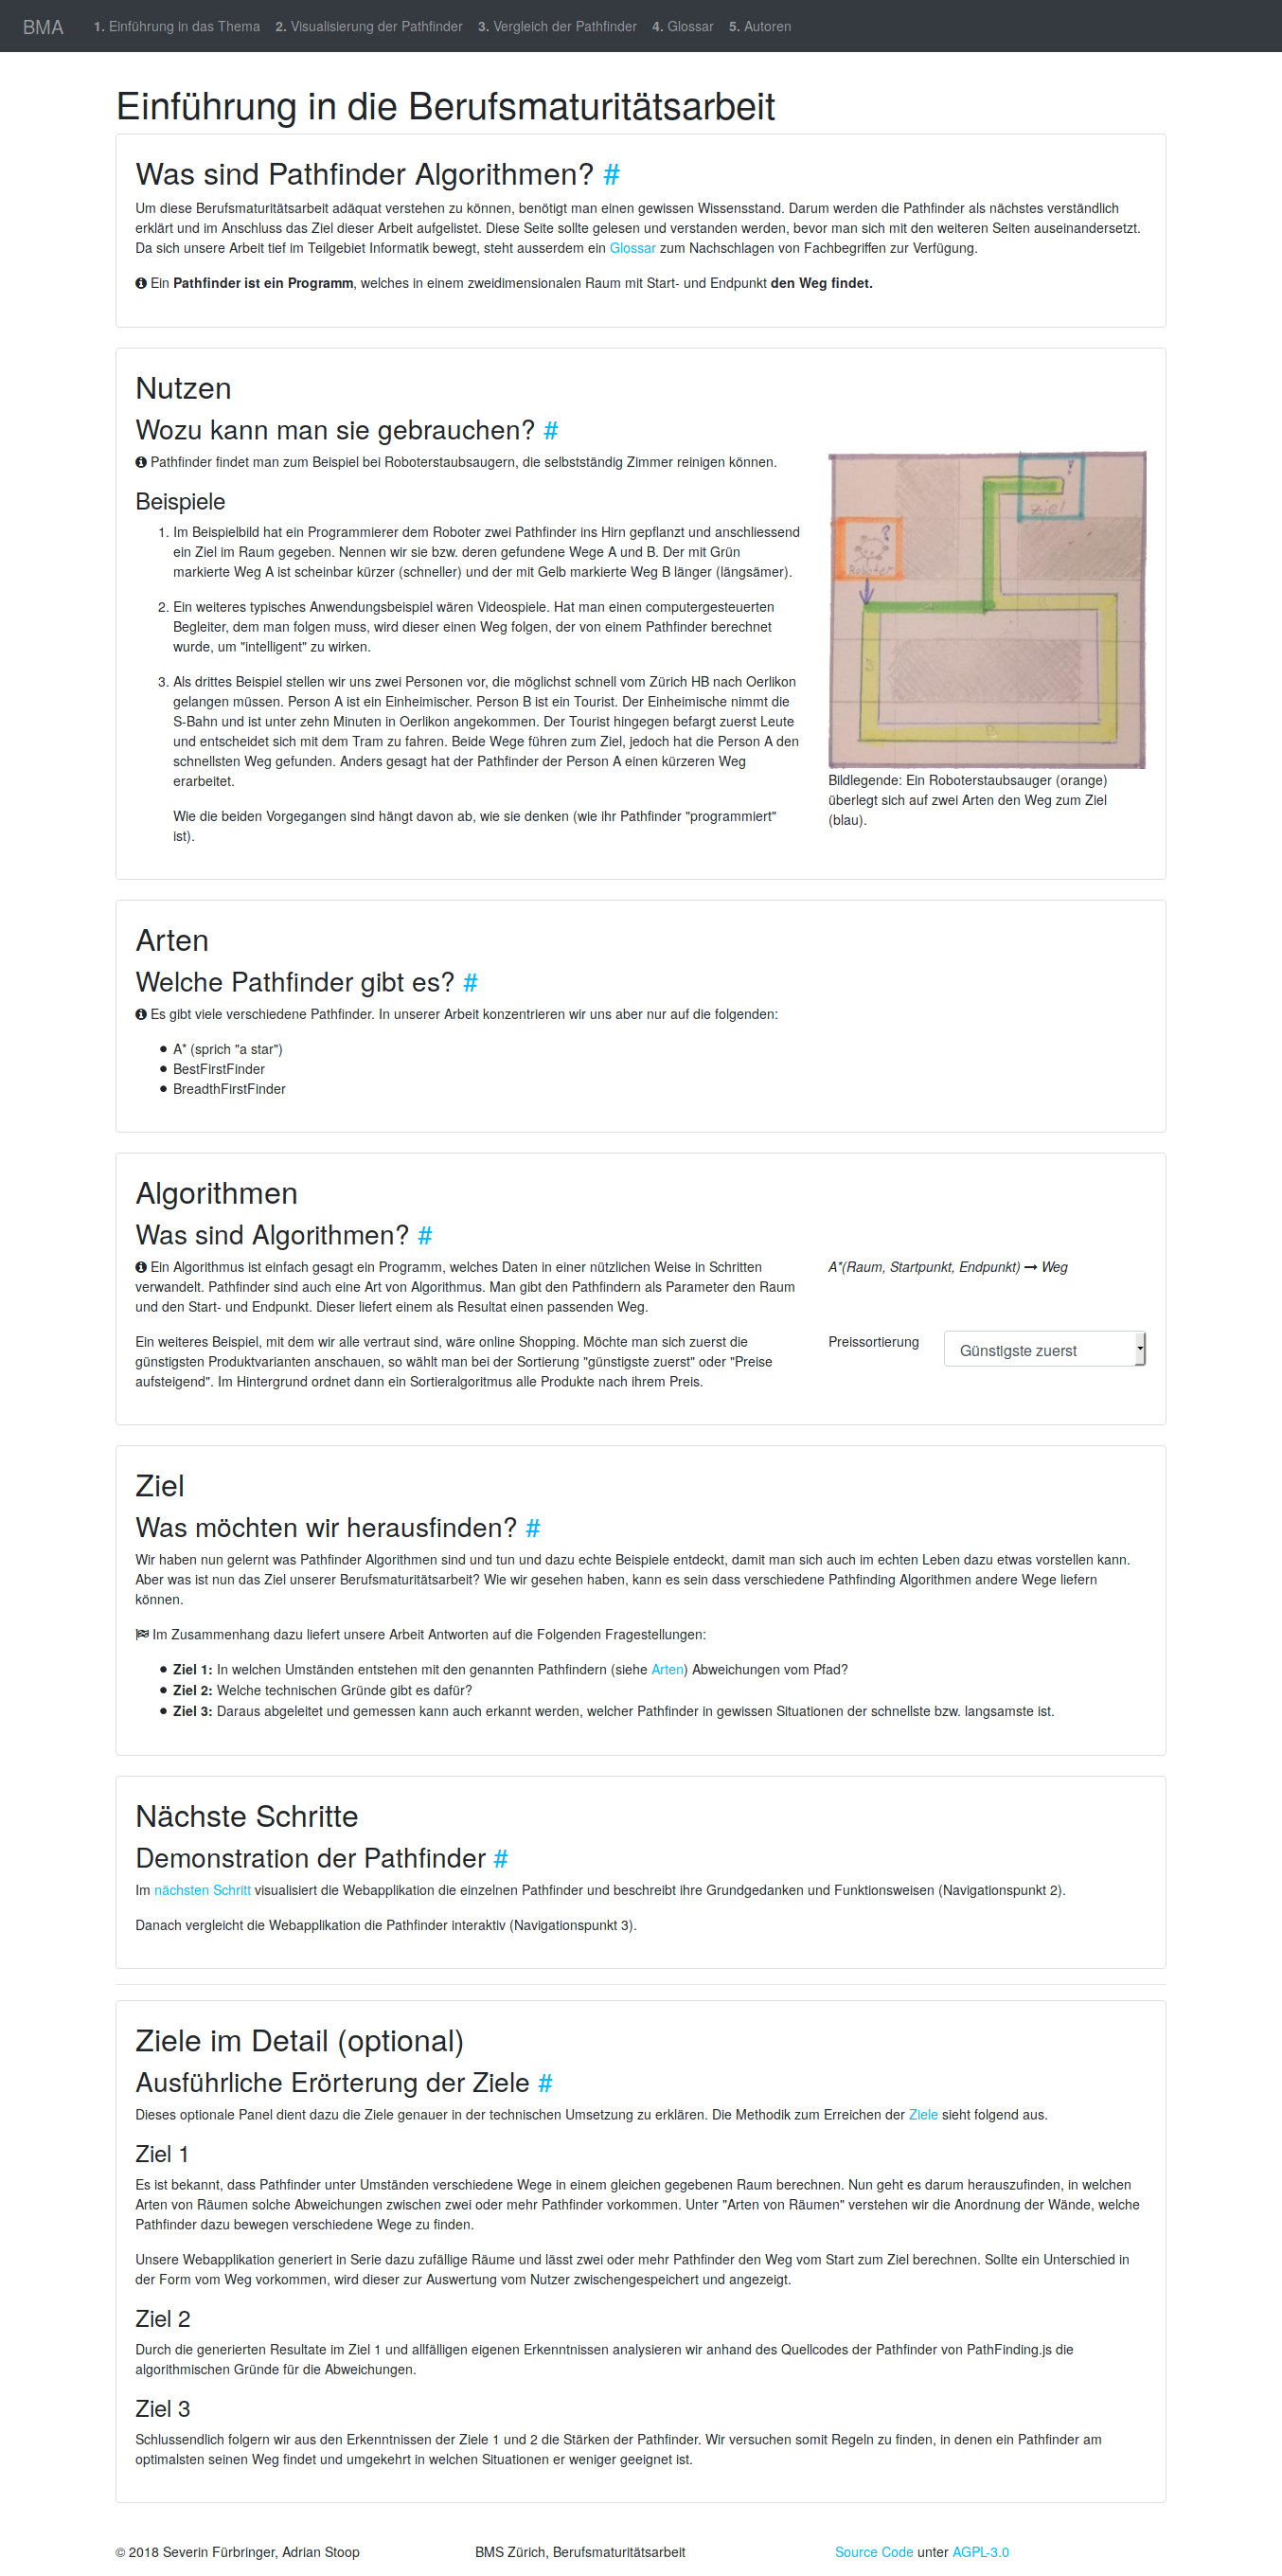 BMA 1. Einführung in das Thema 2. Visualisierung der Pathfinder 3. Vergleich der Pathfinder 4. Glossar 5. Autoren
Einführung in die Berufsmaturitätsarbeit
Was sind Pathfinder Algorithmen? #
Um diese Berufsmaturitätsarbeit adäquat verstehen zu können, benötigt man einen gewissen Wissensstand. Darum werden die Pathfinder als nächstes verständlich
erklärt und im Anschluss das Ziel dieser Arbeit aufgelistet. Diese Seite sollte gelesen und verstanden werden, bevor man sich mit den weiteren Seiten auseinandersetzt.
Da sich unsere Arbeit tief im Teilgebiet Informatik bewegt, steht ausserdem ein Glossar zum Nachschlagen von Fachbegriffen zur Verfügung.
Ein Pathfinder ist ein Programm, welches in einem zweidimensionalen Raum mit Start- und Endpunkt den Weg findet.
Nutzen
Wozu kann man sie gebrauchen? #
Pathfinder findet man zum Beispiel bei Roboterstaubsaugern, die selbstständig Zimmer reinigen können.
Beispiele
1. Im Beispielbild hat ein Programmierer dem Roboter zwei Pathfinder ins Hirn gepflanzt und anschliessend
ein Ziel im Raum gegeben. Nennen wir sie bzw. deren gefundene Wege A und B. Der mit Grün
markierte Weg A ist scheinbar kürzer (schneller) und der mit Gelb markierte Weg B länger (längsämer).
2. Ein weiteres typisches Anwendungsbeispiel wären Videospiele. Hat man einen computergesteuerten
Begleiter, dem man folgen muss, wird dieser einen Weg folgen, der von einem Pathfinder berechnet
wurde, um "intelligent" zu wirken.
3. Als drittes Beispiel stellen wir uns zwei Personen vor, die möglichst schnell vom Zürich HB nach Oerlikon
gelangen müssen. Person A ist ein Einheimischer. Person B ist ein Tourist. Der Einheimische nimmt die
S-Bahn und ist unter zehn Minuten in Oerlikon angekommen. Der Tourist hingegen befargt zuerst Leute
und entscheidet sich mit dem Tram zu fahren. Beide Wege führen zum Ziel, jedoch hat die Person A den
schnellsten Weg gefunden. Anders gesagt hat der Pathfinder der Person A einen kürzeren Weg
erarbeitet.
Wie die beiden Vorgegangen sind hängt davon ab, wie sie denken (wie ihr Pathfinder "programmiert"
ist).
Ziel
?
Roboter
B
Bildlegende: Ein Roboterstaubsauger (orange)
überlegt sich auf zwei Arten den Weg zum Ziel
(blau).
Arten
Welche Pathfinder gibt es? #
Es gibt viele verschiedene Pathfinder. In unserer Arbeit konzentrieren wir uns aber nur auf die folgenden:
A* (sprich "a star")
BestFirstFinder
BreadthFirstFinder
Algorithmen
Was sind Algorithmen? #
Ein Algorithmus ist einfach gesagt ein Programm, welches Daten in einer nützlichen Weise in Schritten
verwandelt. Pathfinder sind auch eine Art von Algorithmus. Man gibt den Pathfindern als Parameter den Raum
und den Start- und Endpunkt. Dieser liefert einem als Resultat einen passenden Weg.
A*(Raum, Startpunkt, Endpunkt) → Weg
Ein weiteres Beispiel, mit dem wir alle vertraut sind, wäre online Shopping. Möchte man sich zuerst die
günstigsten Produktvarianten anschauen, so wählt man bei der Sortierung "günstigste zuerst" oder "Preise
aufsteigend". Im Hintergrund ordnet dann ein Sortieralgoritmus alle Produkte nach ihrem Preis.
Preissortierung Günstigste zuerst
Ziel
Was möchten wir herausfinden? #
Wir haben nun gelernt was Pathfinder Algorithmen sind und tun und dazu echte Beispiele entdeckt, damit man sich auch im echten Leben dazu etwas vorstellen kann.
Aber was ist nun das Ziel unserer Berufsmaturitätsarbeit? Wie wir gesehen haben, kann es sein dass verschiedene Pathfinding Algorithmen andere Wege liefern
können.
Im Zusammenhang dazu liefert unsere Arbeit Antworten auf die Folgenden Fragestellungen:
Ziel 1: In welchen Umständen entstehen mit den genannten Pathfindern (siehe Arten) Abweichungen vom Pfad?
Ziel 2: Welche technischen Gründe gibt es dafür?
Ziel 3: Daraus abgeleitet und gemessen kann auch erkannt werden, welcher Pathfinder in gewissen Situationen der schnellste bzw. langsamste ist.
Nächste Schritte
Demonstration der Pathfinder #
Im nächsten Schritt visualisiert die Webapplikation die einzelnen Pathfinder und beschreibt ihre Grundgedanken und Funktionsweisen (Navigationspunkt 2).
Danach vergleicht die Webapplikation die Pathfinder interaktiv (Navigationspunkt 3).
Ziele im Detail (optional)
Ausführliche Erörterung der Ziele #
Dieses optionale Panel dient dazu die Ziele genauer in der technischen Umsetzung zu erklären. Die Methodik zum Erreichen der Ziele sieht folgend aus.
Ziel 1
Es ist bekannt, dass Pathfinder unter Umständen verschiedene Wege in einem gleichen gegebenen Raum berechnen. Nun geht es darum herauszufinden, in welchen
Arten von Räumen solche Abweichungen zwischen zwei oder mehr Pathfinder vorkommen. Unter "Arten von Räumen" verstehen wir die Anordnung der Wände, welche
Pathfinder dazu bewegen verschiedene Wege zu finden.
Unsere Webapplikation generiert in Serie dazu zufällige Räume und lässt zwei oder mehr Pathfinder den Weg vom Start zum Ziel berechnen. Sollte ein Unterschied in
der Form vom Weg vorkommen, wird dieser zur Auswertung vom Nutzer zwischengespeichert und angezeigt.
Ziel 2
Durch die generierten Resultate im Ziel 1 und allfälligen eigenen Erkenntnissen analysieren wir anhand des Quellcodes der Pathfinder von PathFinding.js die
algorithmischen Gründe für die Abweichungen.
Ziel 3
Schlussendlich folgern wir aus den Erkenntnissen der Ziele 1 und 2 die Stärken der Pathfinder. Wir versuchen somit Regeln zu finden, in denen ein Pathfinder am
optimalsten seinen Weg findet und umgekehrt in welchen Situationen er weniger geeignet ist.
© 2018 Severin Fürbringer, Adrian Stoop BMS Zürich, Berufsmaturitätsarbeit Source Code unter AGPL-3.0